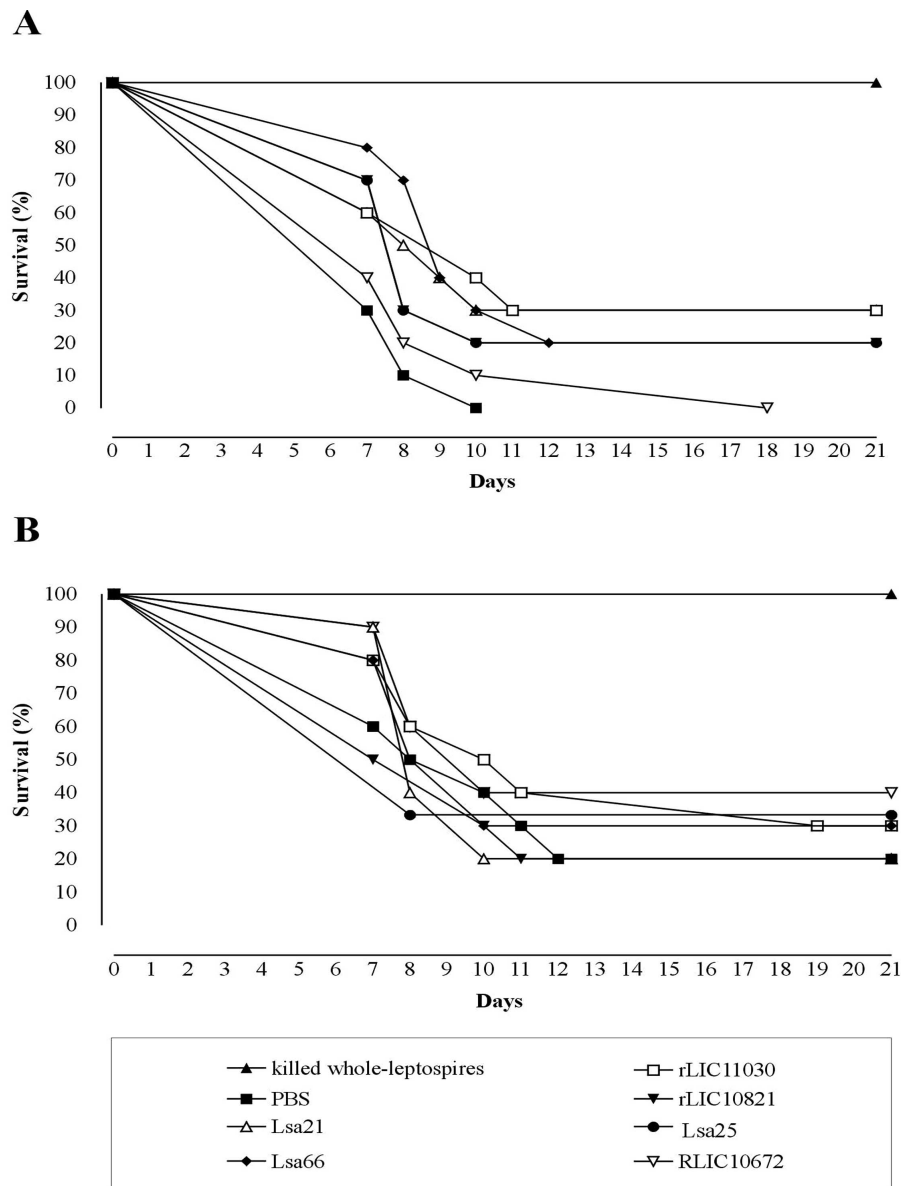 A
100
90
80
70
60
50
40
30
20
10
0
Survival (%)
0 1 2 3 4 5 6 7 8 9 10 11 12 13 14 15 16 17 18 19 20 21
Days
B
100
90
80
70
60
50
40
30
20
10
0
Survival (%)
0 1 2 3 4 5 6 7 8 9 10 11 12 13 14 15 16 17 18 19 20 21
Days
killed whole-leptospires
PBS
Lsa21
Lsa66
rLIC11030
rLIC10821
Lsa25
RLIC10672